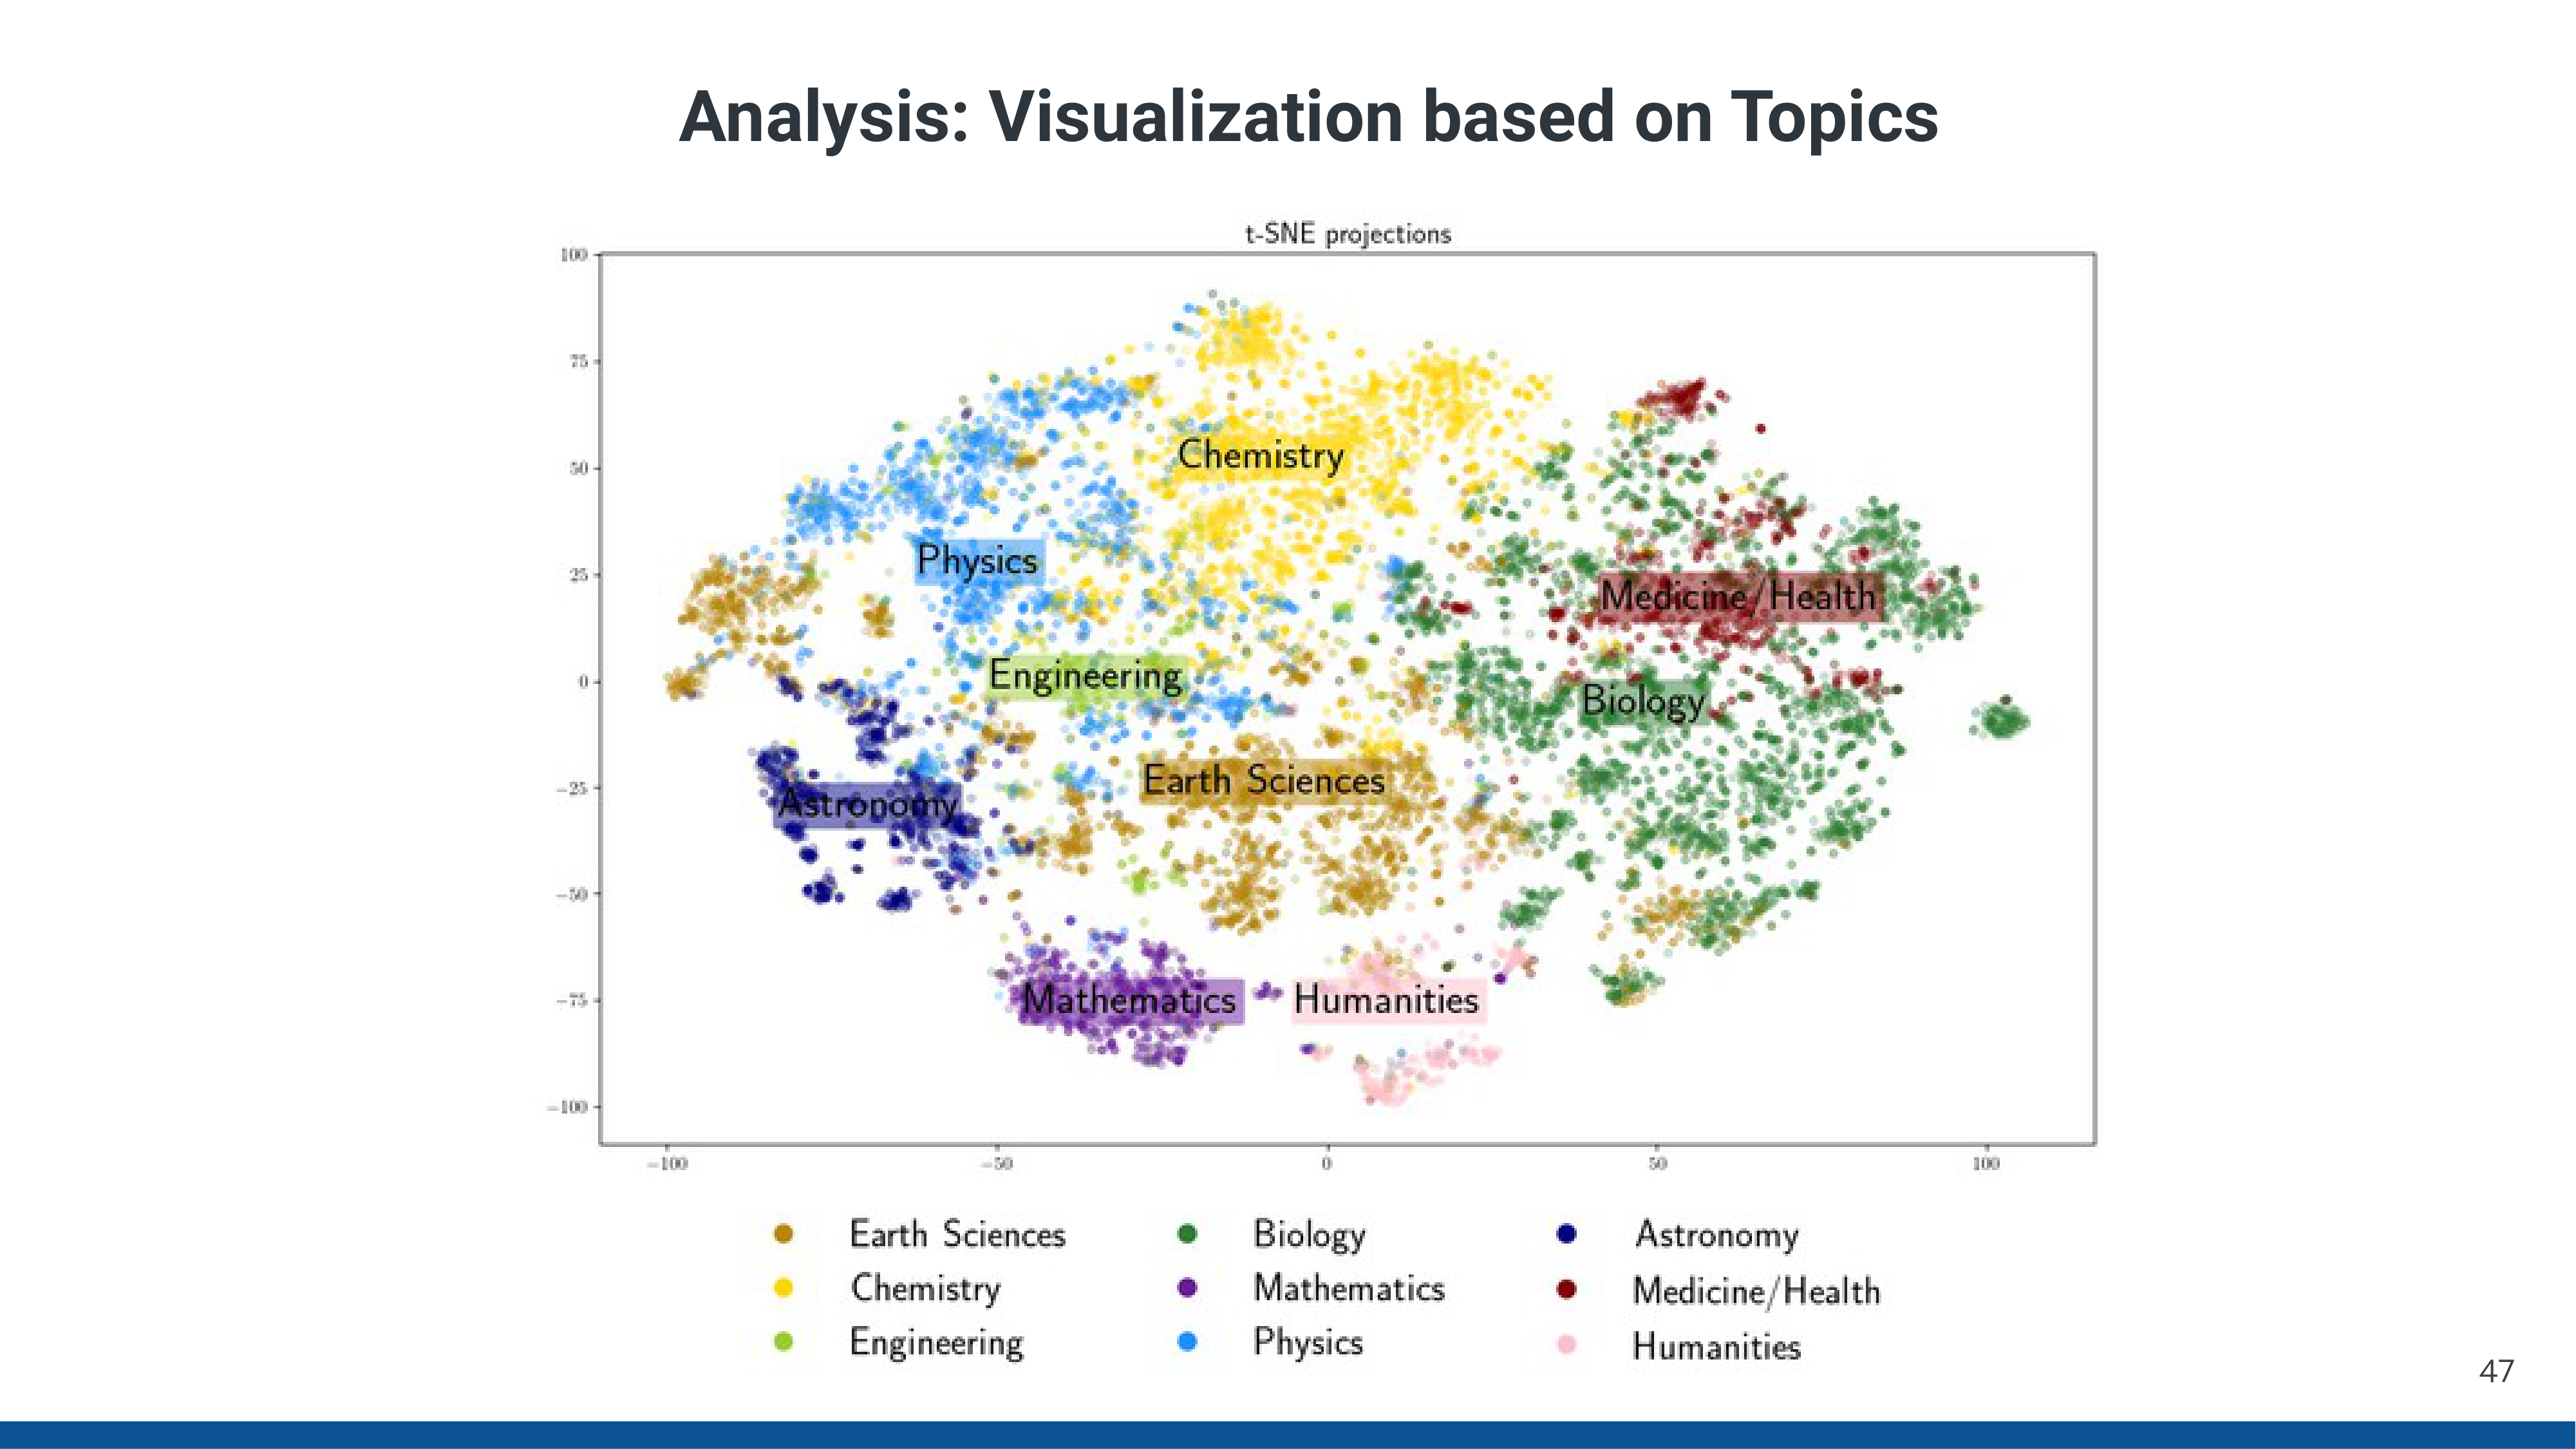 Analysis: Visualization based on Topics
t-SNE projections
100
75
50
25
0
−25
−50
−75
−100
Chemistry
Physics
Medicine/Health
Engineering
Biology
Earth Sciences
Astronomy
Mathematics
Humanities
−100 −50 0 50 100
Earth Sciences Biology Astronomy
Chemistry Mathematics Medicine/Health
Engineering Physics Humanities
47